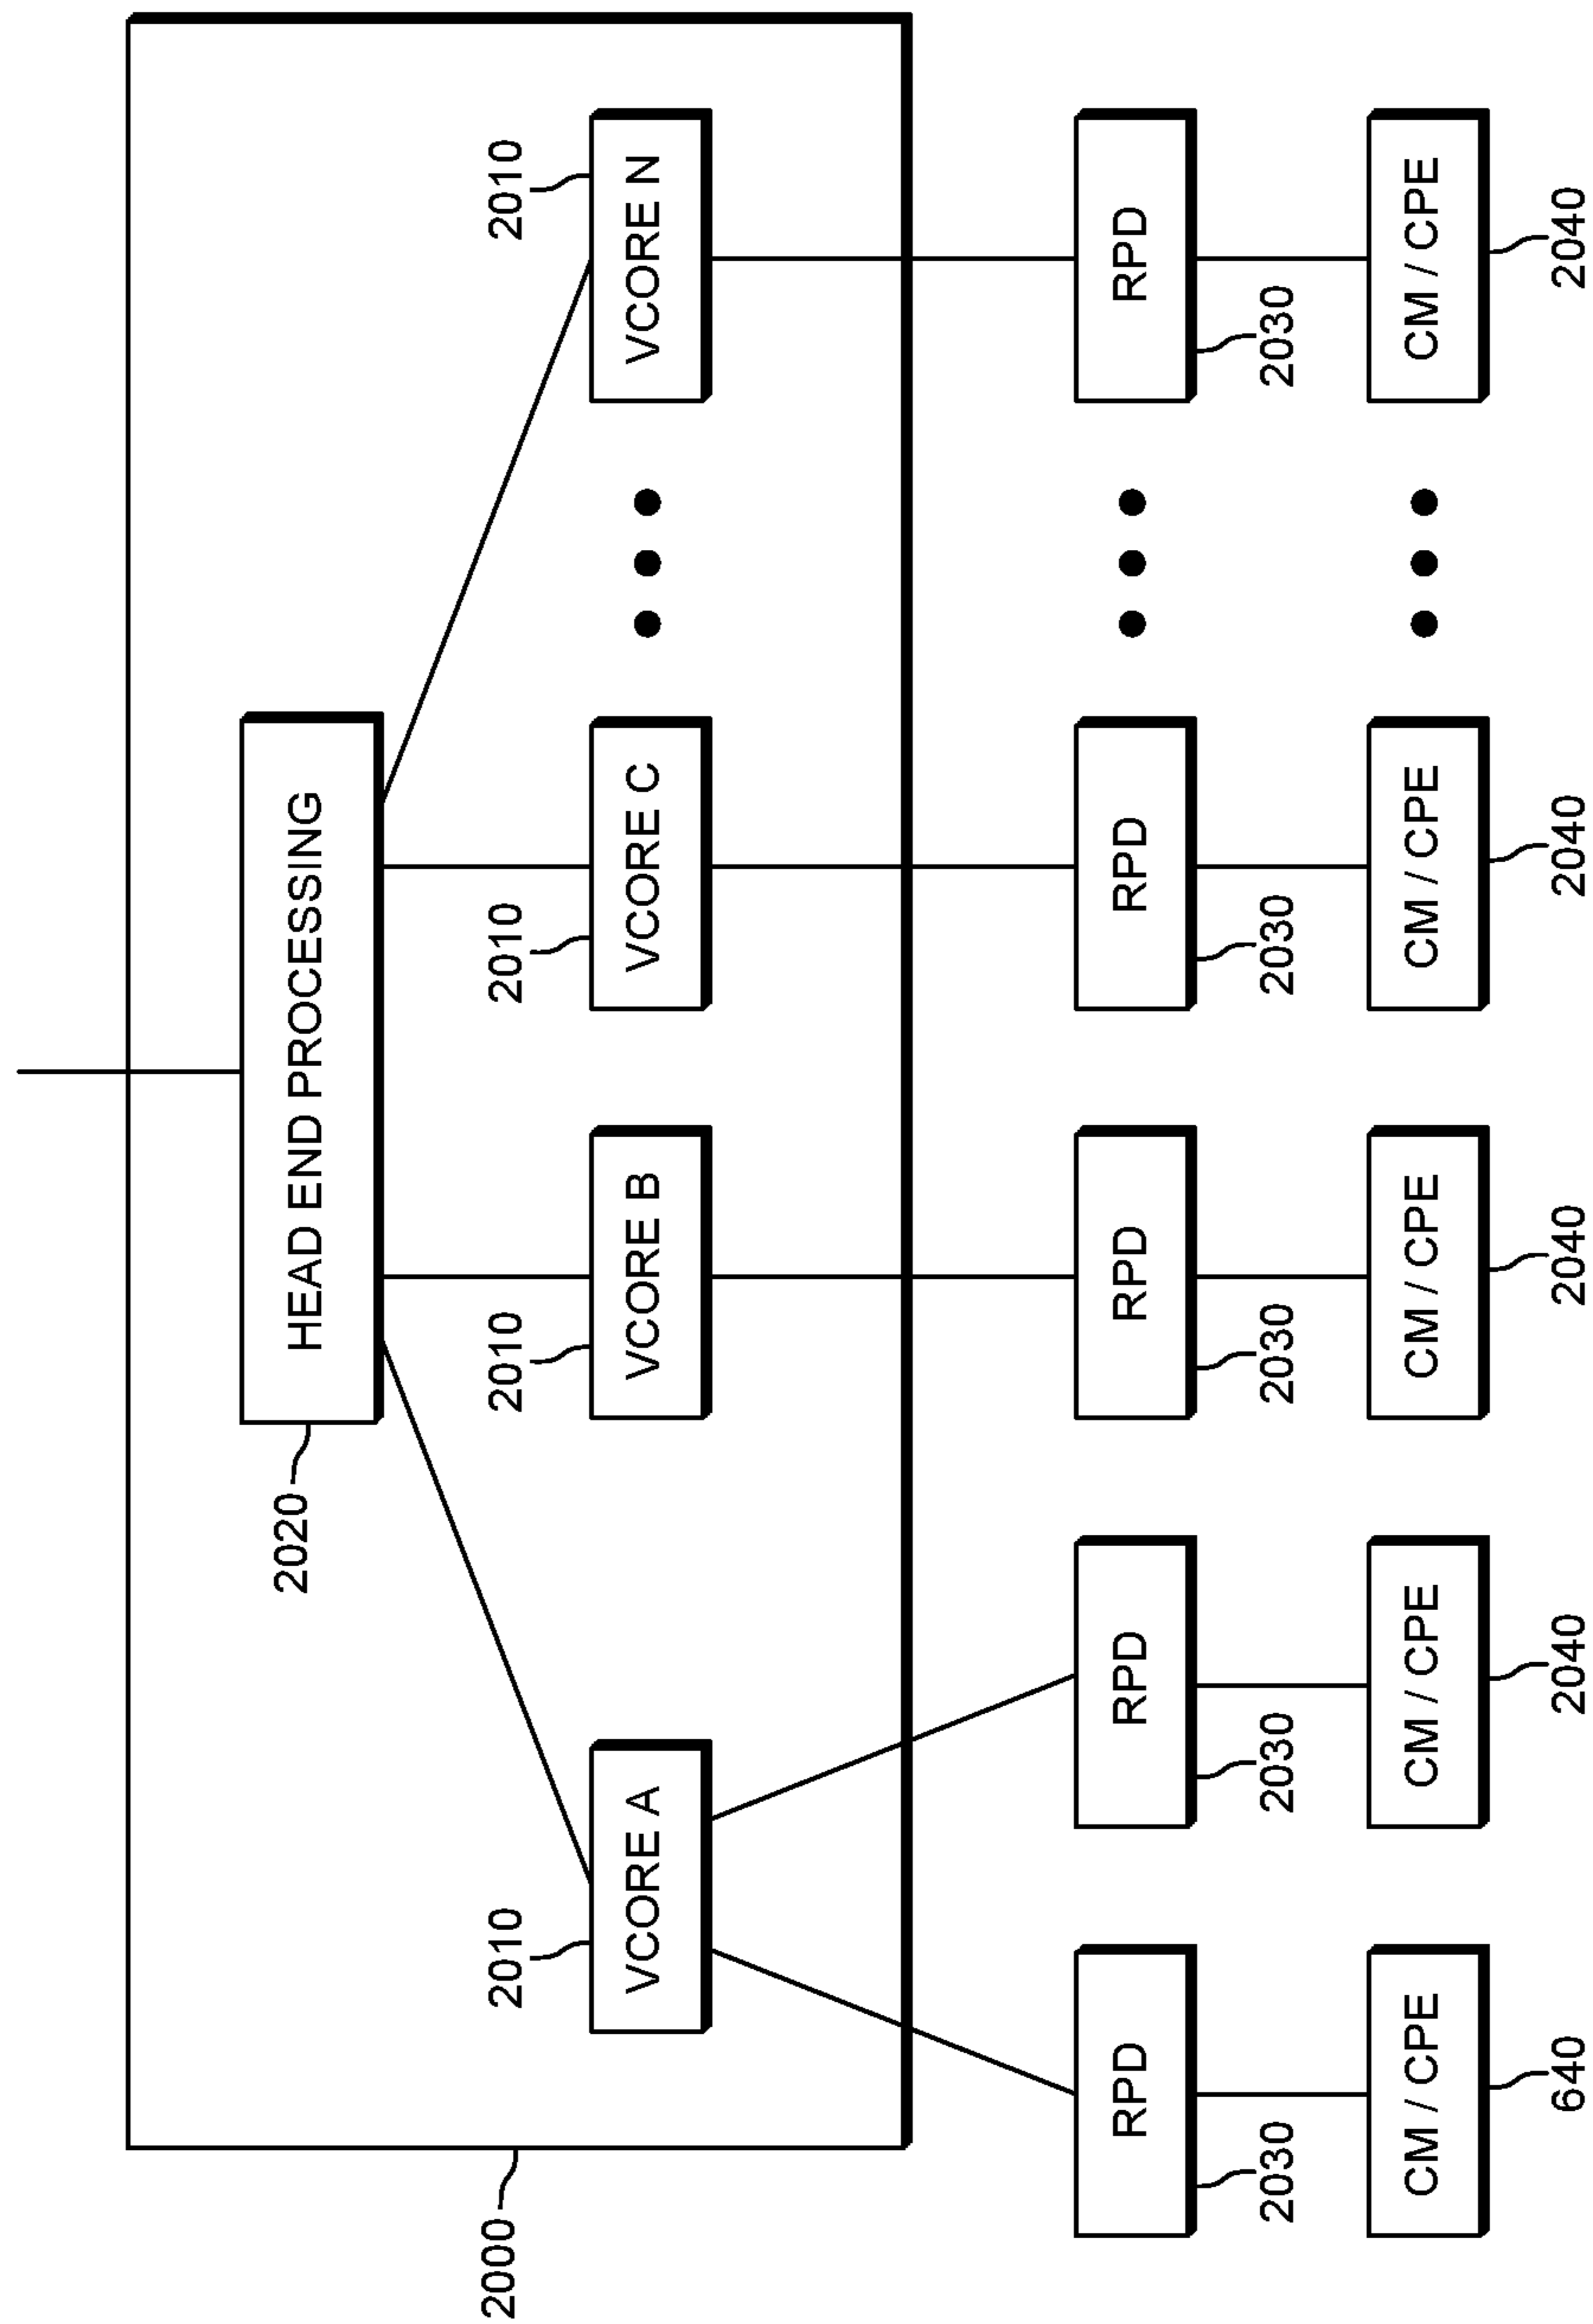 HEAD END PROCESSING
2020
2010
2010
2010
2010
VCORE A
VCORE B
VCORE C
VCORE N
2000
RPD
RPD
RPD
RPD
RPD
2030
2030
2030
2030
2030
CM / CPE
CM / CPE
CM / CPE
CM / CPE
CM / CPE
640
2040
2040
2040
2040